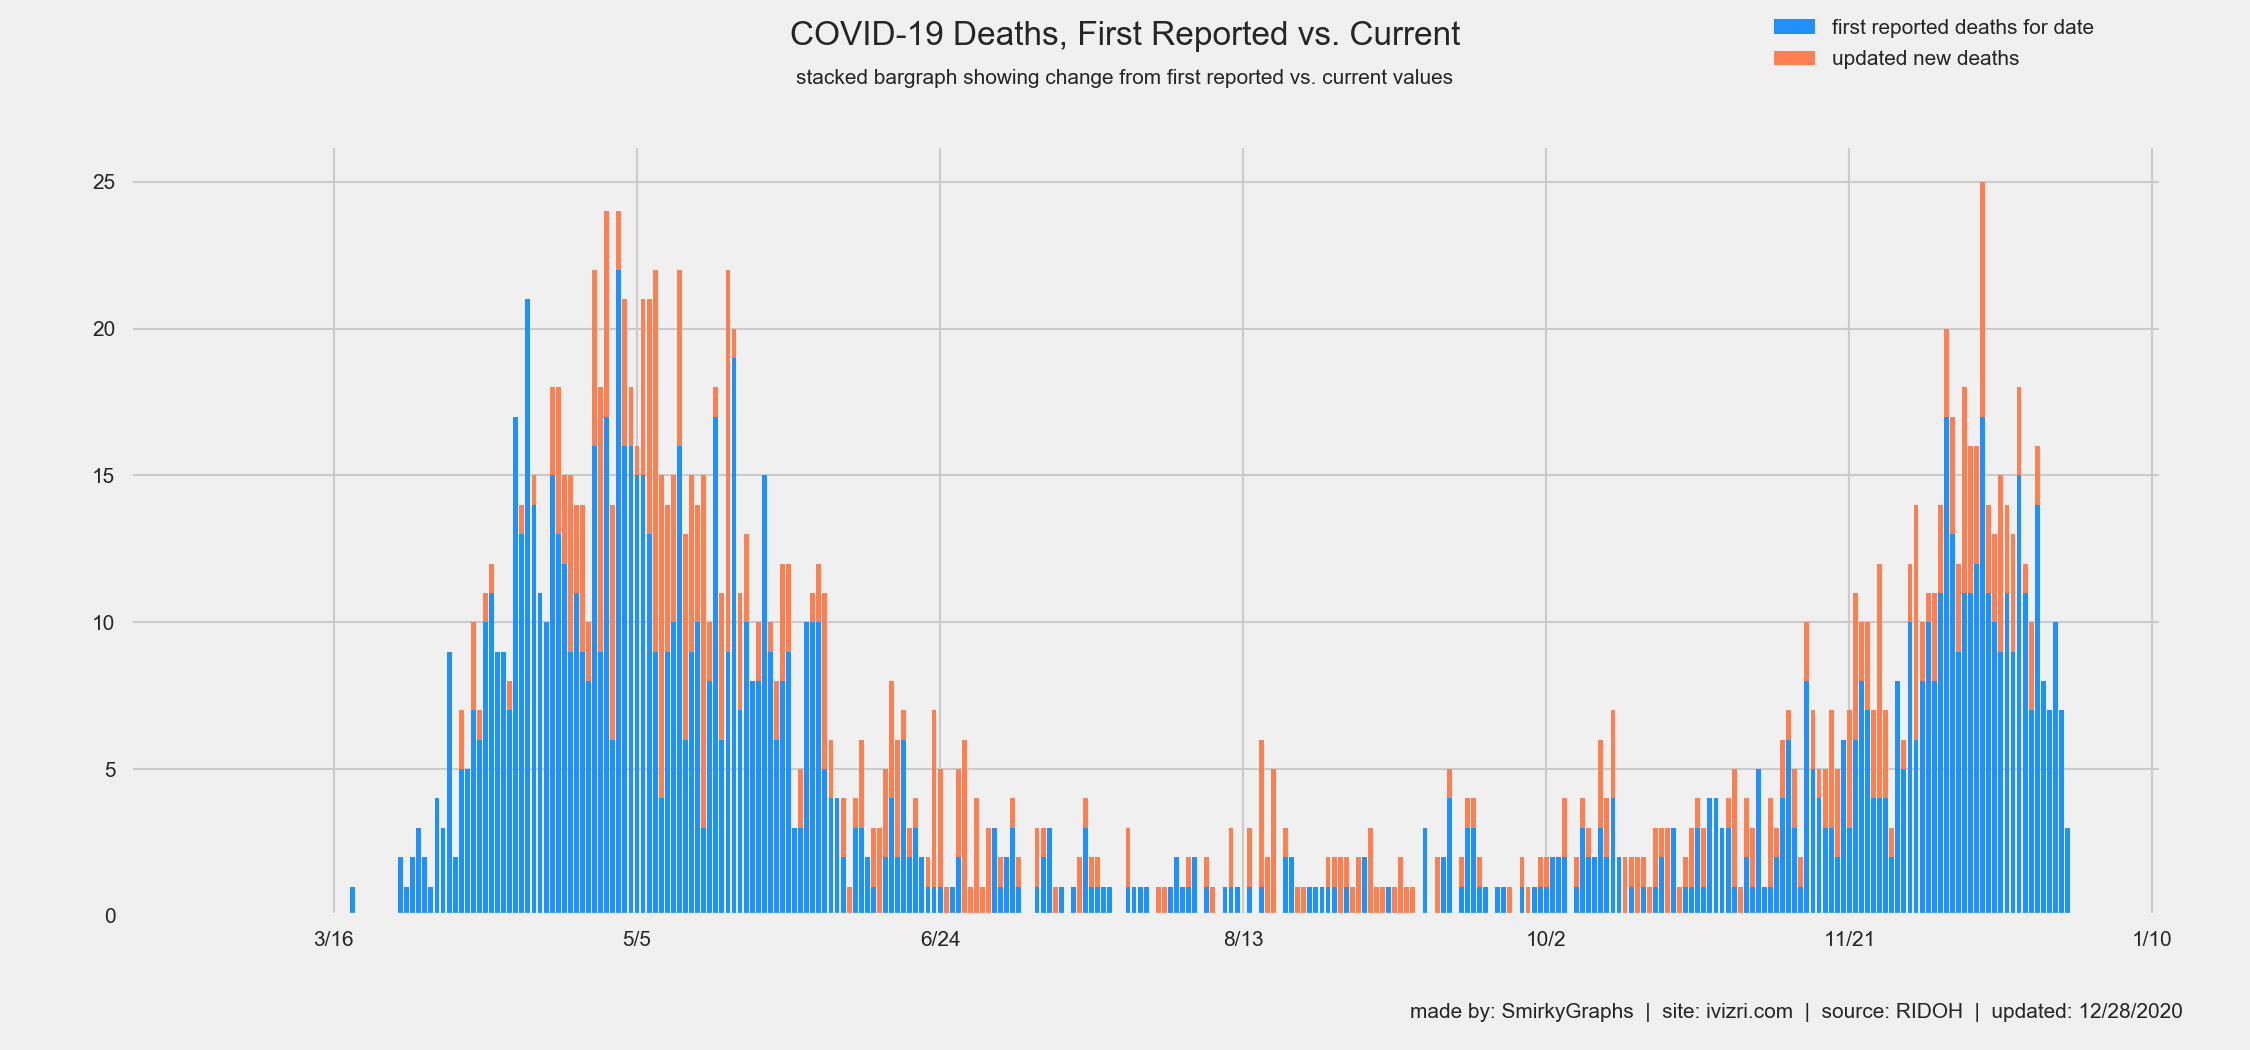 COVID-19 Deaths, First Reported vs. Current
stacked bargraph showing change from first reported vs. current values
first reported deaths for date
updated new deaths
25
20
15
10
5
0
3/16 5/5 6/24 8/13 10/2 11/21 1/10
made by: SmirkyGraphs | site: ivizri.com | source: RIDOH | updated: 12/28/2020